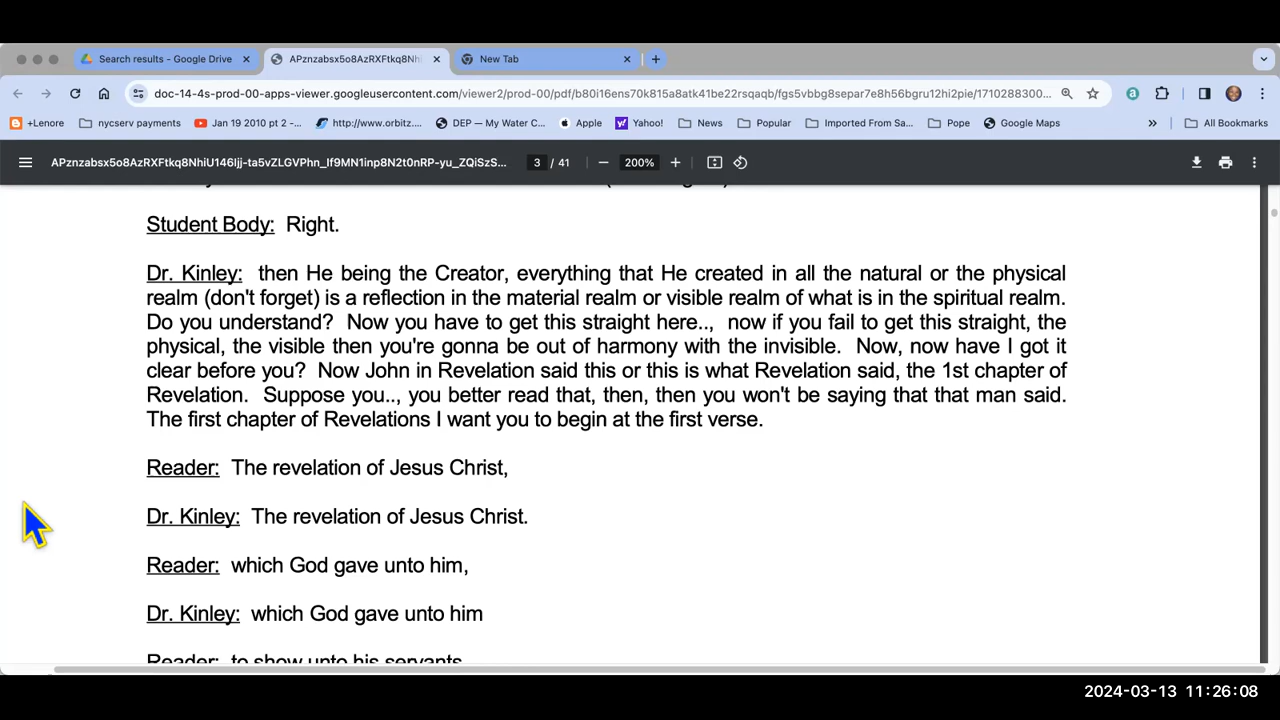 Search results - Google Drive
APznzabsx5o8AzRXFtkq8Nh
New Tab
doc-14-4s-prod-00-apps-viewer.googleusercontent.com/viewer2/prod-00/pdf/b80i16ens70k815a8atk41be22rsqaqb/fgs5vbbg8separ7e8h56bgru12hi2pie/1710288300...
+Lenore
nycserv payments
Jan 19 2010 pt 2 -...
http://www.orbitz....
DEP — My Water C...
Apple
Yahoo!
News
Popular
Imported From Sa...
Pope
Google Maps
All Bookmarks
APznzabsx5o8AzRXFtkq8NhiU146Ijj-ta5vZLGVPhn_If9MN1inp8N2t0nRP-yu_ZQiSzS...
3 / 41
200%
Student Body: Right.
Dr. Kinley: then He being the Creator, everything that He created in all the natural or the physical
realm (don't forget) is a reflection in the material realm or visible realm of what is in the spiritual realm.
Do you understand? Now you have to get this straight here.., now if you fail to get this straight, the
physical, the visible then you're gonna be out of harmony with the invisible. Now, now have I got it
clear before you? Now John in Revelation said this or this is what Revelation said, the 1st chapter of
Revelation. Suppose you.., you better read that, then, then you won't be saying that that man said.
The first chapter of Revelations I want you to begin at the first verse.
Reader: The revelation of Jesus Christ,
Dr. Kinley: The revelation of Jesus Christ.
Reader: which God gave unto him,
Dr. Kinley: which God gave unto him
Reader: to show unto his servants
2024-03-13 11:26:08